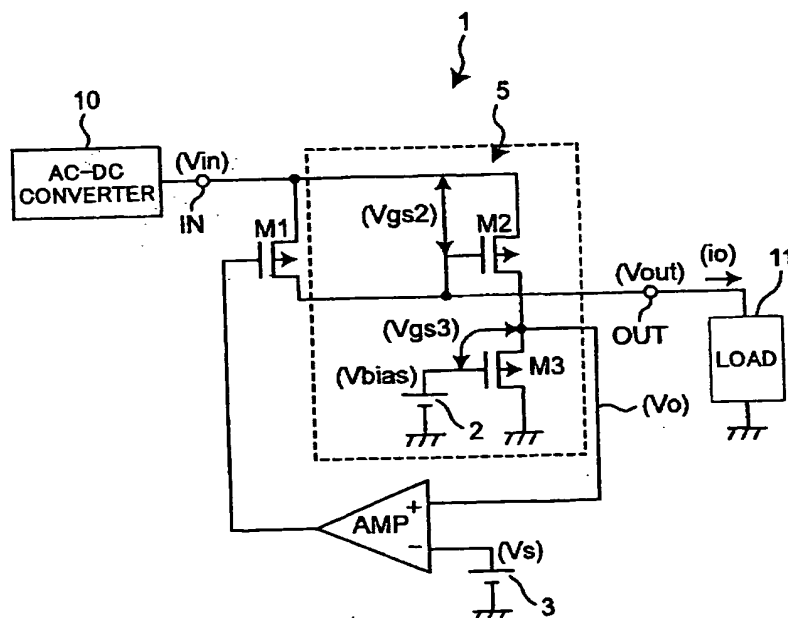 1
10
5
AC-DC
CONVERTER
(Vin)
IN
M1
(Vgs2)
M2
(Vout)
(io)
11
OUT
LOAD
(Vgs3)
(Vbias)
M3
2
(Vo)
AMP
+
−
(Vs)
3